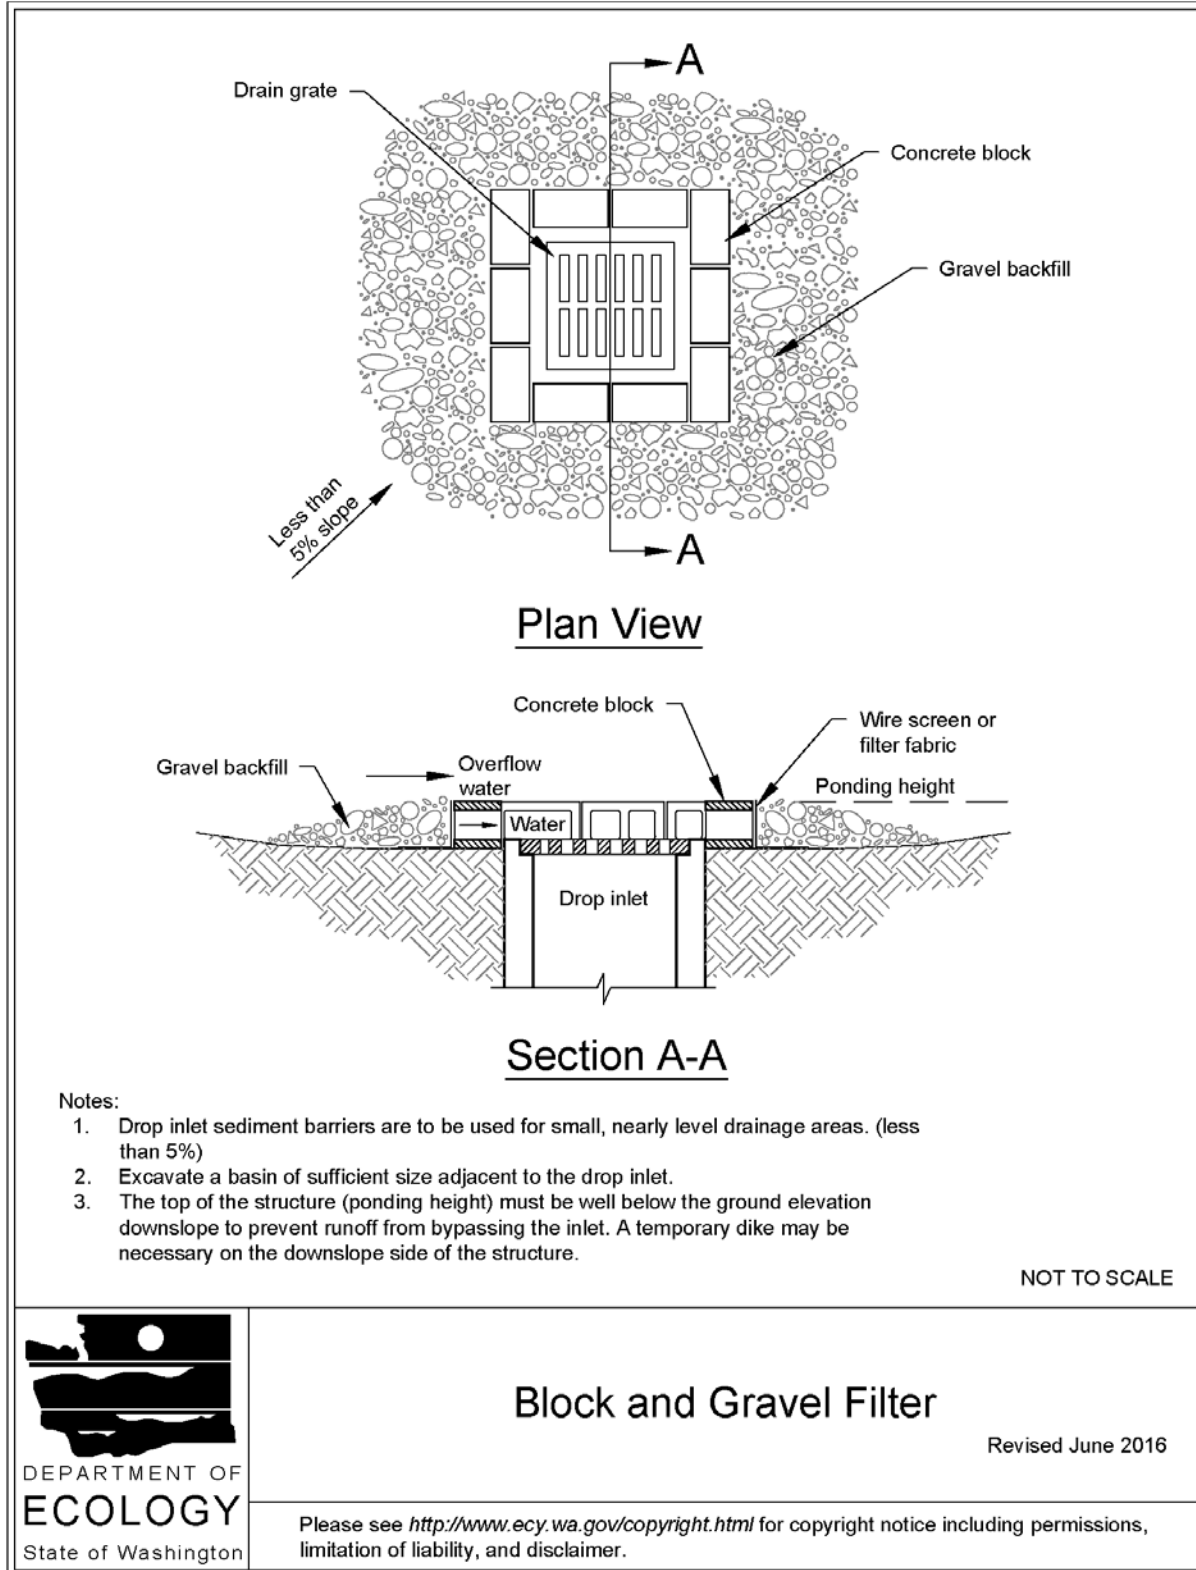 A
Drain grate
Concrete block
Gravel backfill
Less than
5% slope
A
Plan View
Concrete block
Wire screen or
filter fabric
Gravel backfill
Overflow
water
Ponding height
Water
Drop inlet
Section A-A
Notes:
1. Drop inlet sediment barriers are to be used for small, nearly level drainage areas. (less
than 5%)
2. Excavate a basin of sufficient size adjacent to the drop inlet.
3. The top of the structure (ponding height) must be well below the ground elevation
downslope to prevent runoff from bypassing the inlet. A temporary dike may be
necessary on the downslope side of the structure.
NOT TO SCALE
DEPARTMENT OF
ECOLOGY
State of Washington
Block and Gravel Filter
Revised June 2016
Please see http://www.ecy.wa.gov/copyright.html for copyright notice including permissions,
limitation of liability, and disclaimer.